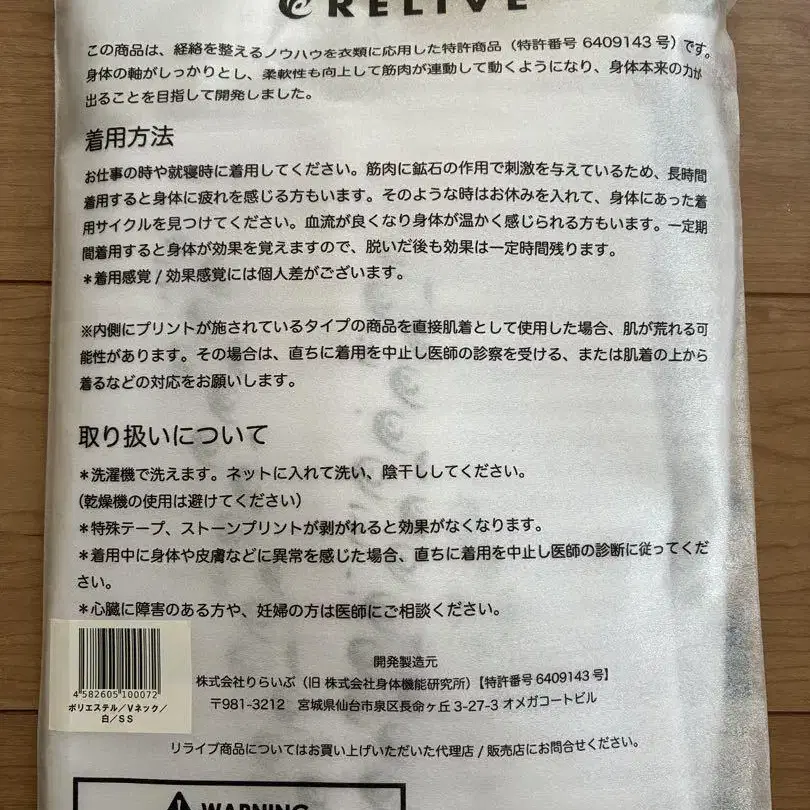 RELIVE
この商品は、経絡を整えるノウハウを衣類に応用した特許商品（特許番号 6409143 号）です。
身体の軸がしっかりとし、柔軟性も向上して筋肉が連動して動くようになり、身体本来の力が
出ることを目指して開発しました。
着用方法
お仕事の時や就寝時に着用してください。筋肉に鉱石の作用で刺激を与えているため、長時間
着用すると身体に疲れを感じる方もいます。そのような時はお休みを入れて、身体にあった着
用サイクルを見つけてください。血流が良くなり身体が温かく感じられる方もいます。一定期
間着用すると身体が効果を覚えますので、脱いだ後も効果は一定時間残ります。
＊着用感覚 / 効果感覚には個人差がございます。
※内側にプリントが施されているタイプの商品を直接肌着として使用した場合、肌が荒れる可
能性があります。その場合は、直ちに着用を中止し医師の診察を受ける、または肌着の上から
着るなどの対応をお願いします。
取り扱いについて
＊洗濯機で洗えます。ネットに入れて洗い、陰干ししてください。
（乾燥機の使用は避けてください）
＊特殊テープ、ストーンプリントが剥がれると効果がなくなります。
＊着用中に身体や皮膚などに異常を感じた場合、直ちに着用を中止し医師の診断に従ってくだ
さい。
＊心臓に障害のある方や、妊婦の方は医師にご相談ください。
4 582605 100072
ポリエステル／Vネック／
白／SS
開発製造元
株式会社りらいぶ（旧 株式会社身体機能研究所）【特許番号 6409143 号】
〒981-3212 宮城県仙台市泉区長命ヶ丘 3-27-3 オメガコートビル
リライブ商品についてはお買い上げいただいた代理店 / 販売店にお問合せください。
WARNING